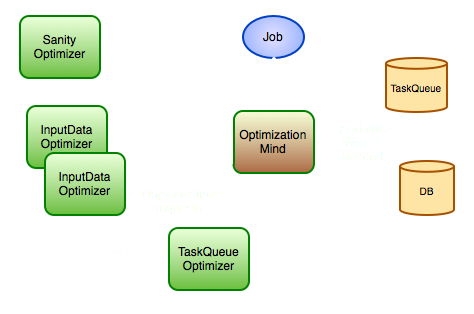 Sanity
Optimizer
Job
TaskQueue
InputData
Optimizer
Optimization
Mind
InputData
Optimizer
DB
TaskQueue
Optimizer